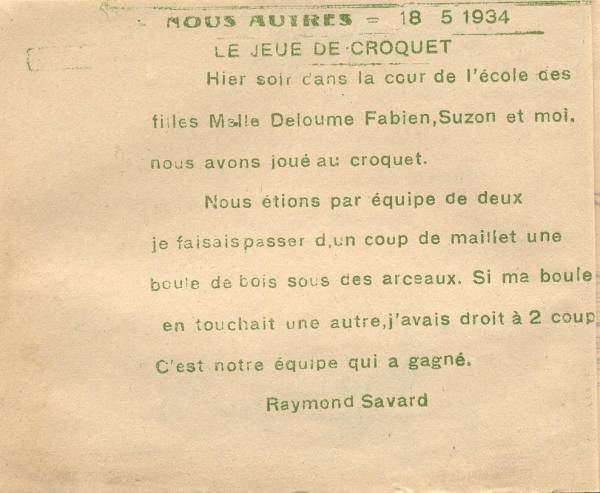 NOUS AUTRES = 18 5 1934
LE JEUE DE CROQUET
Hier soir dans la cour de l'école des
filles Melle Deloume Fabien,Suzon et moi.
nous avons joué au croquet.
Nous étions par équipe de deux
je faisais passer d,un coup de maillet une
boule de bois sous des arceaux. Si ma boule
en touchait une autre,j'avais droit à 2 coup
C'est notre équipe qui a gagné.
Raymond Savard